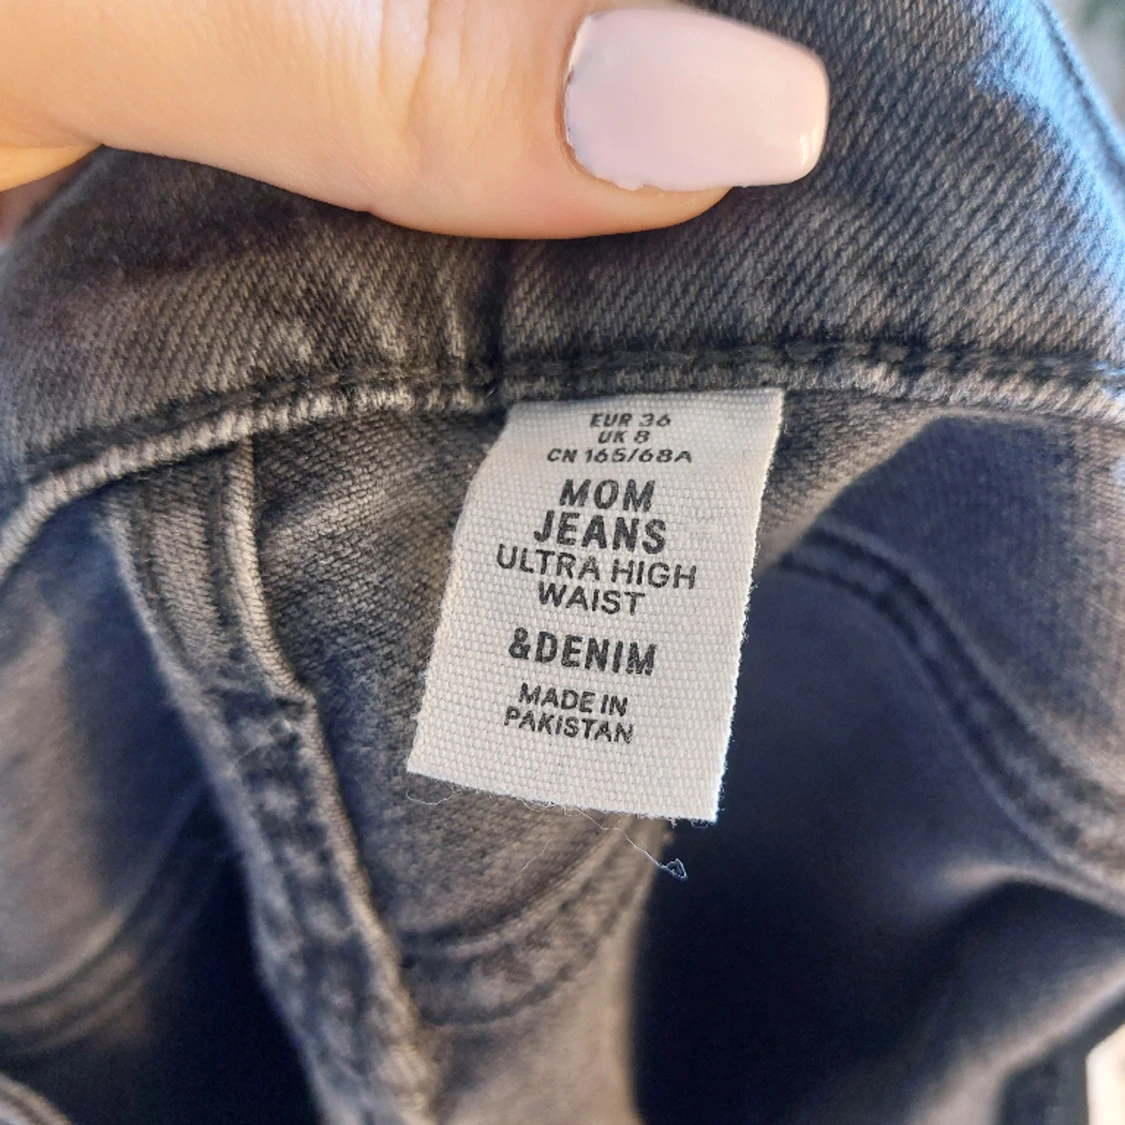 EUR 36
UK 8
CN 165/68A
MOM
JEANS
ULTRA HIGH
WAIST
&DENIM
MADE IN
PAKISTAN